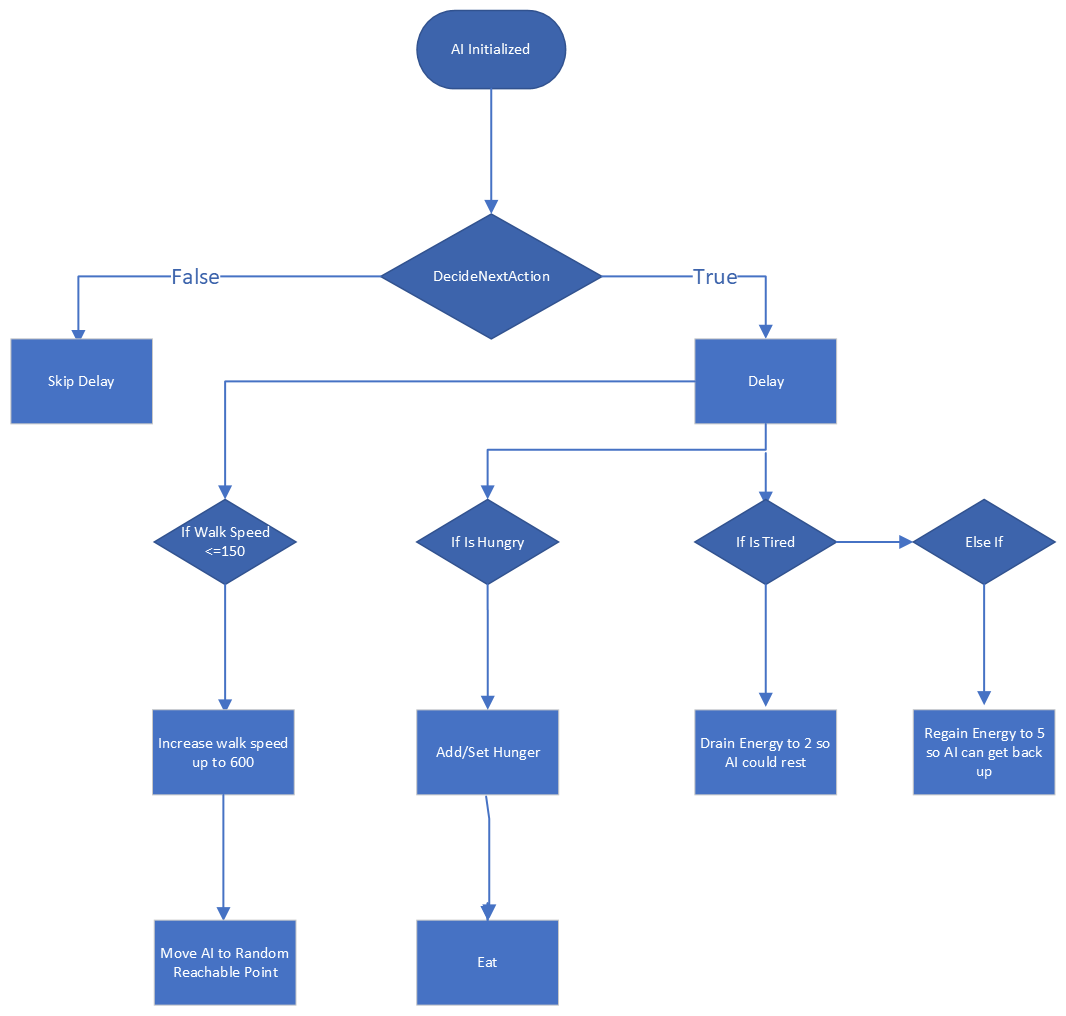 AI Initialized
DecideNextAction
False
True
Skip Delay
Delay
If Walk Speed
<=150
If Is Hungry
If Is Tired
Else If
Increase walk speed
up to 600
Add/Set Hunger
Drain Energy to 2 so
AI could rest
Regain Energy to 5
so AI can get back
up
Move AI to Random
Reachable Point
Eat